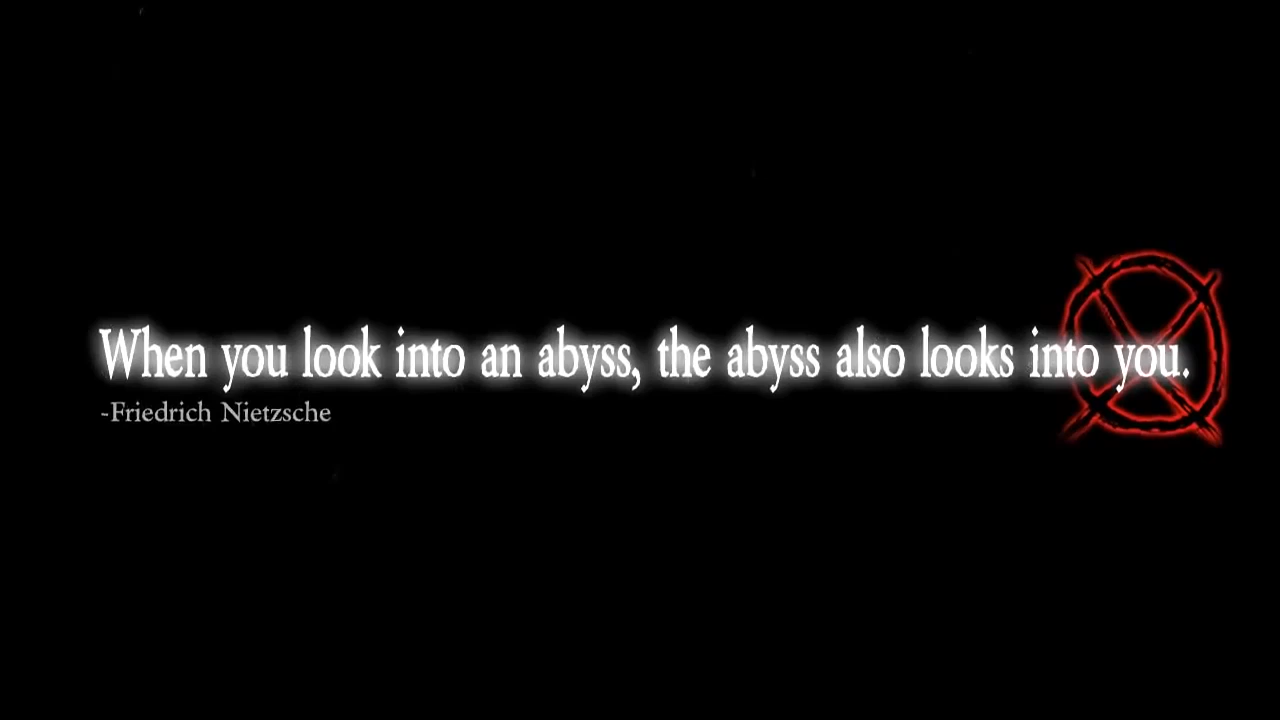 When you look into an abyss, the abyss also looks into you.
-Friedrich Nietzsche